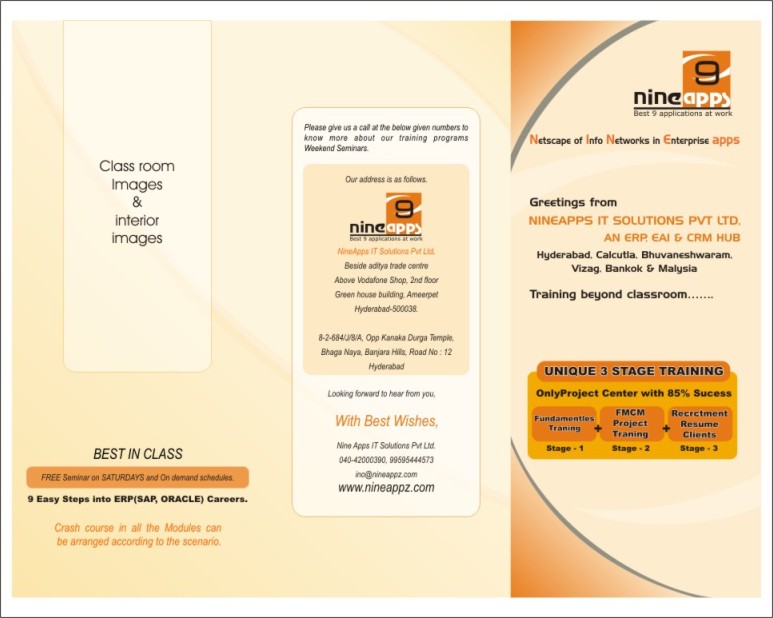 Class room
Images
&
interior
images
BEST IN CLASS
FREE Seminar on SATURDAYS and On demand schedules.
9 Easy Steps into ERP(SAP, ORACLE) Careers.
Crash course in all the Modules can
be arranged according to the scenario.
Please give us a call at the below given numbers to
know more about our training programs
Weekend Seminars.
Our address is as follows.
9
nineapps
Best 9 applications at work
NineApps IT Solutions Pvt Ltd,
Beside aditya trade centre
Above Vodafone Shop, 2nd floor
Green house building, Ameerpet
Hyderabad-500038.
8-2-684/J/8/A, Opp Kanaka Durga Temple,
Bhaga Naya, Banjara Hills, Road No : 12
Hyderabad
Looking forward to hear from you,
With Best Wishes,
Nine Apps IT Solutions Pvt Ltd.
040-42000390, 99595444573
ino@nineappz.com
www.nineappz.com
9
nineapps
Best 9 applications at work
Netscape of Info Networks in Enterprise apps
Greetings from
NINEAPPS IT SOLUTIONS PVT LTD,
AN ERP, EAI & CRM HUB
Hyderabad, Calcutta, Bhuvaneshwaram,
Vizag, Bankok & Malysia
Training beyond classroom.......
UNIQUE 3 STAGE TRAINING
OnlyProject Center with 85% Sucess
Fundamentles
Traning
Stage - 1
+
FMCM
Project
Traning
Stage - 2
+
Recrctment
Resume
Clients
Stage - 3